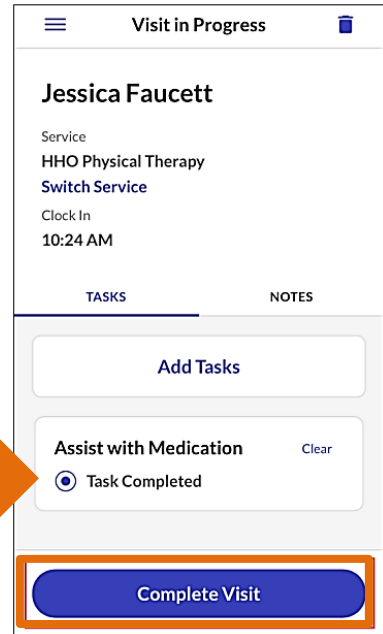 Visit in Progress
Jessica Faucett
Service
HHO Physical Therapy
Switch Service
Clock In
10:24 AM
TASKS NOTES
Add Tasks
Assist with Medication Clear
Task Completed
Complete Visit